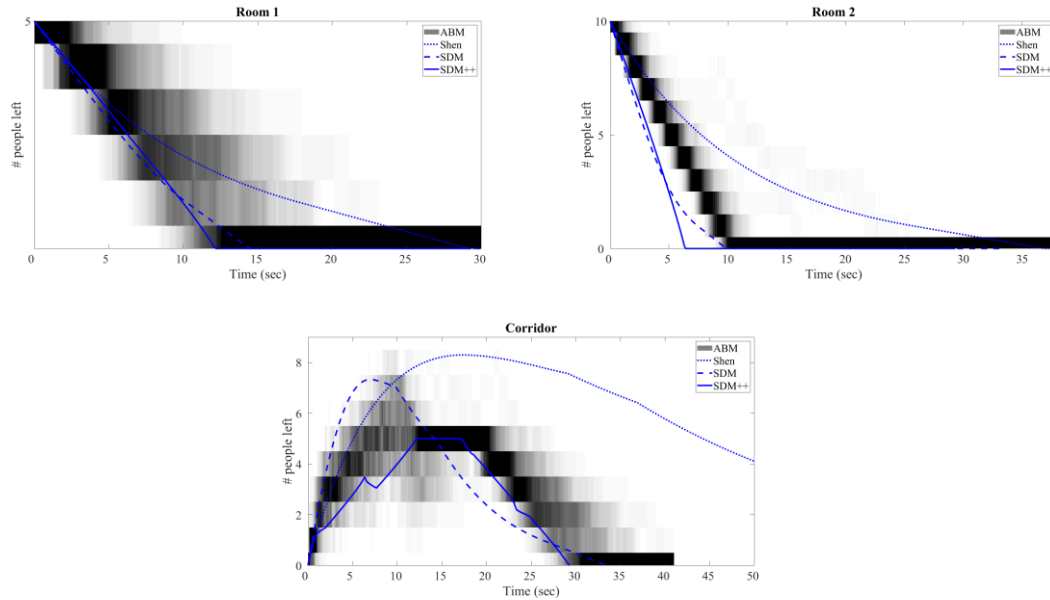 Room 1
5
0
# people left
ABM
Shen
SDM
SDM++
0 5 10 15 20 25 30
Time (sec)
Room 2
10
5
0
# people left
ABM
Shen
SDM
SDM++
0 5 10 15 20 25 30 35
Time (sec)
Corridor
8
6
4
2
0
# people left
ABM
Shen
SDM
SDM++
0 5 10 15 20 25 30 35 40 45 50
Time (sec)